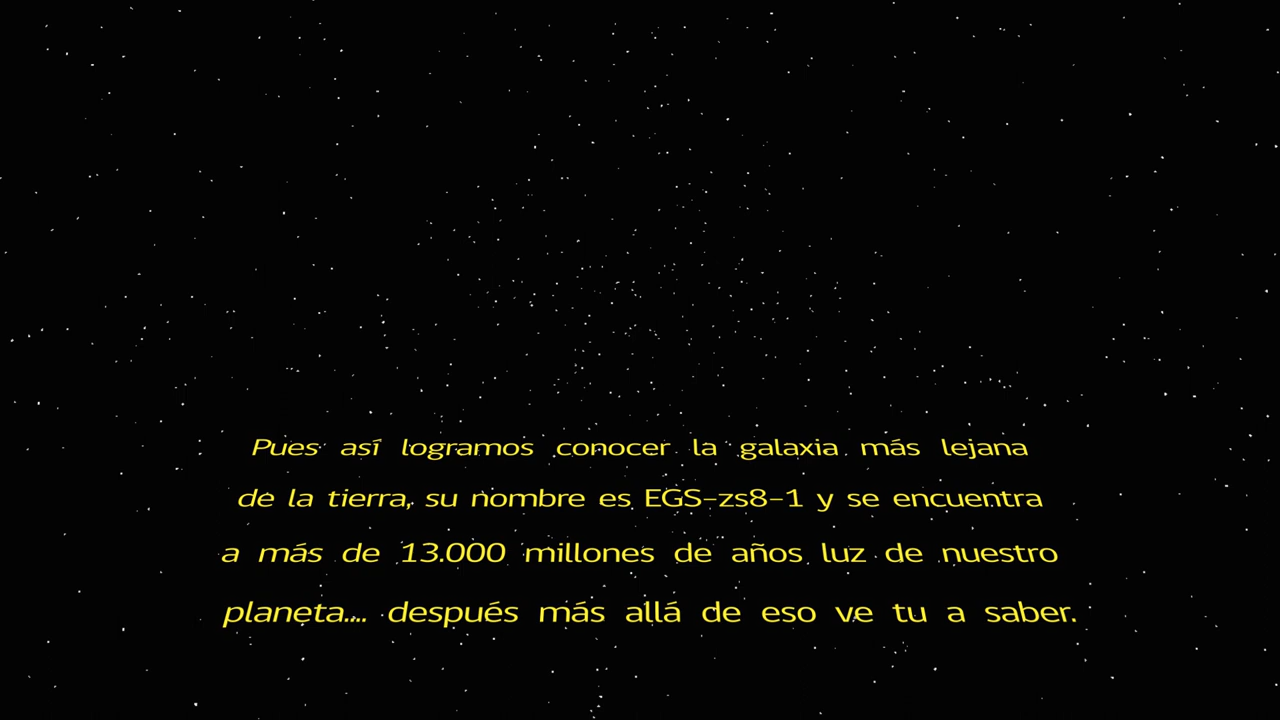 Pues así logramos conocer la galaxia más lejana
de la tierra, su nombre es EGS-zs8-1 y se encuentra
a más de 13.000 millones de años luz de nuestro
planeta.... después más allá de eso ve tu a saber.